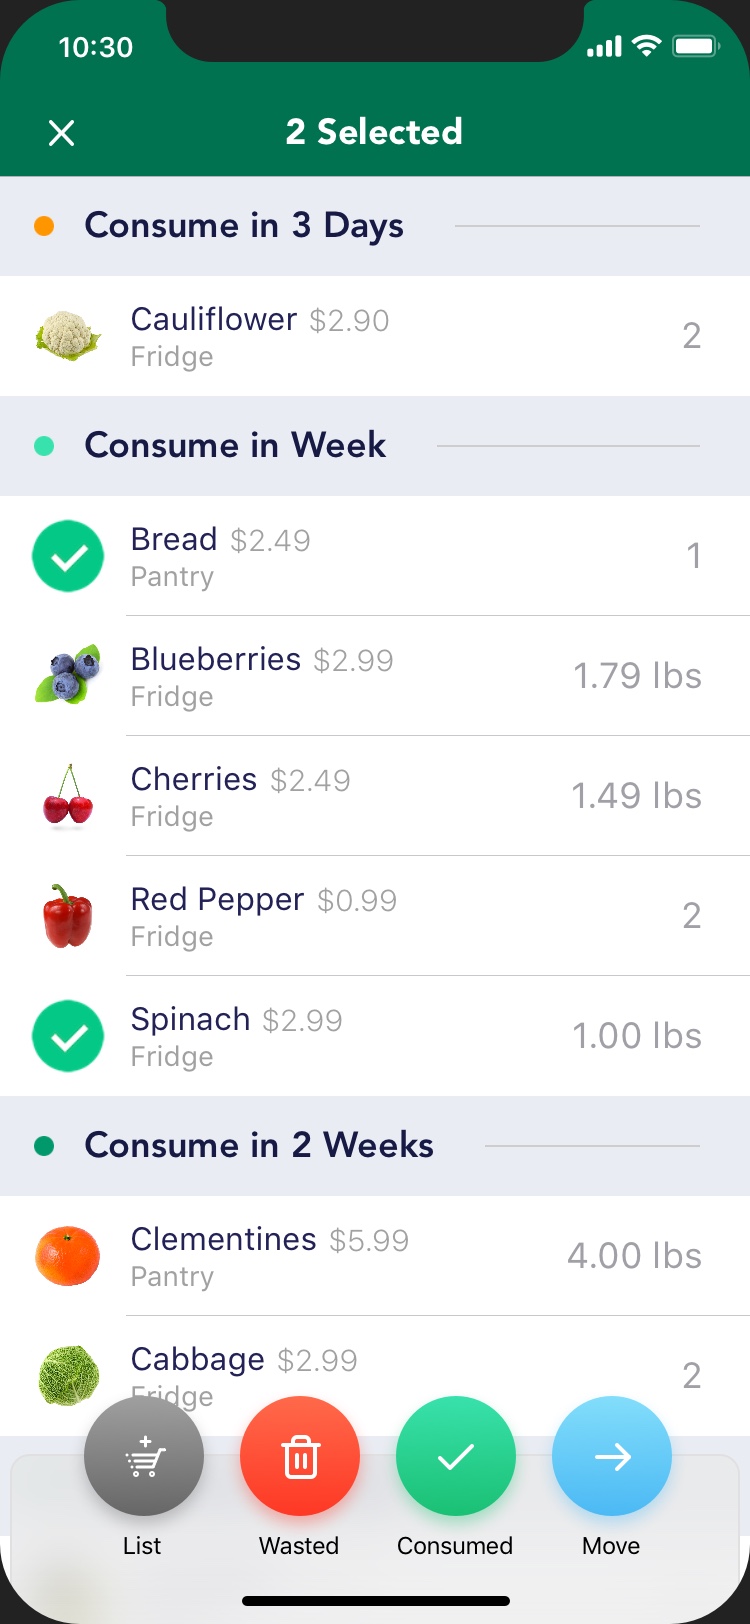 10:30
2 Selected
Consume in 3 Days
Cauliflower $2.90
Fridge
2
Consume in Week
Bread $2.49
Pantry
1
Blueberries $2.99
Fridge
1.79 lbs
Cherries $2.49
Fridge
1.49 lbs
Red Pepper $0.99
Fridge
2
Spinach $2.99
Fridge
1.00 lbs
Consume in 2 Weeks
Clementines $5.99
Pantry
4.00 lbs
Cabbage $2.99
Fridge
2
List
Wasted
Consumed
Move